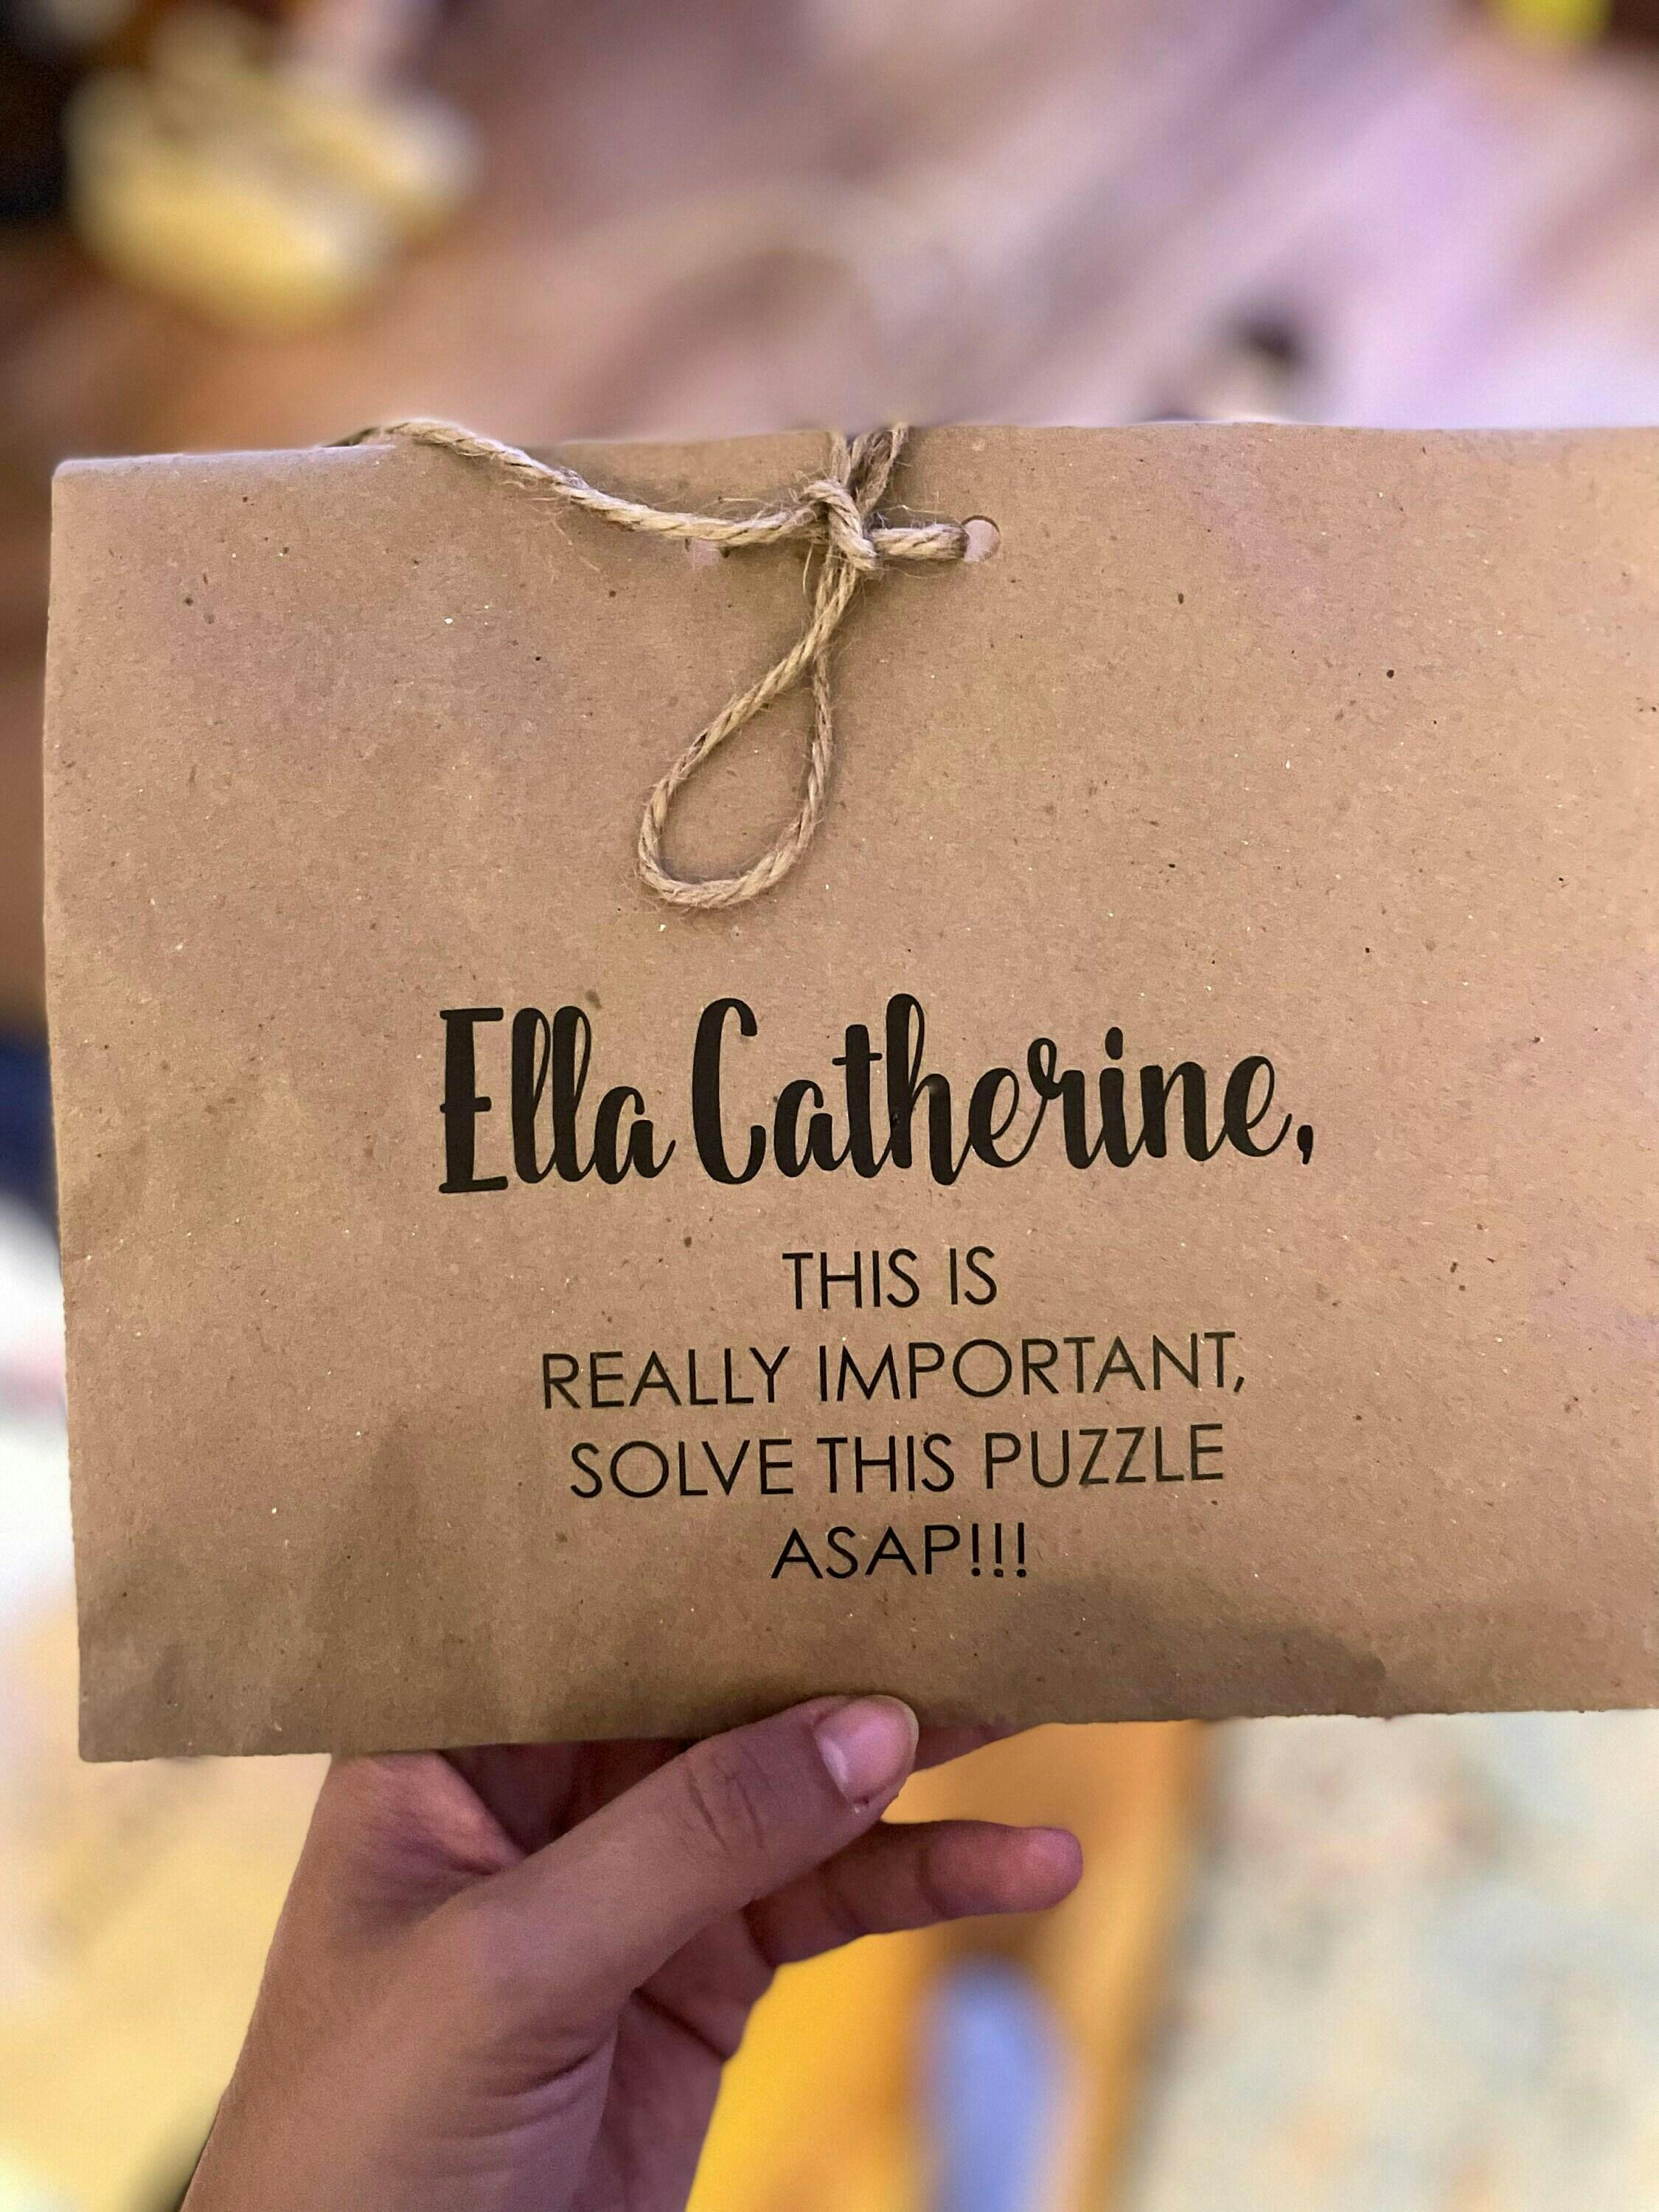 Ella Catherine,
THIS IS
REALLY IMPORTANT,
SOLVE THIS PUZZLE
ASAP!!!